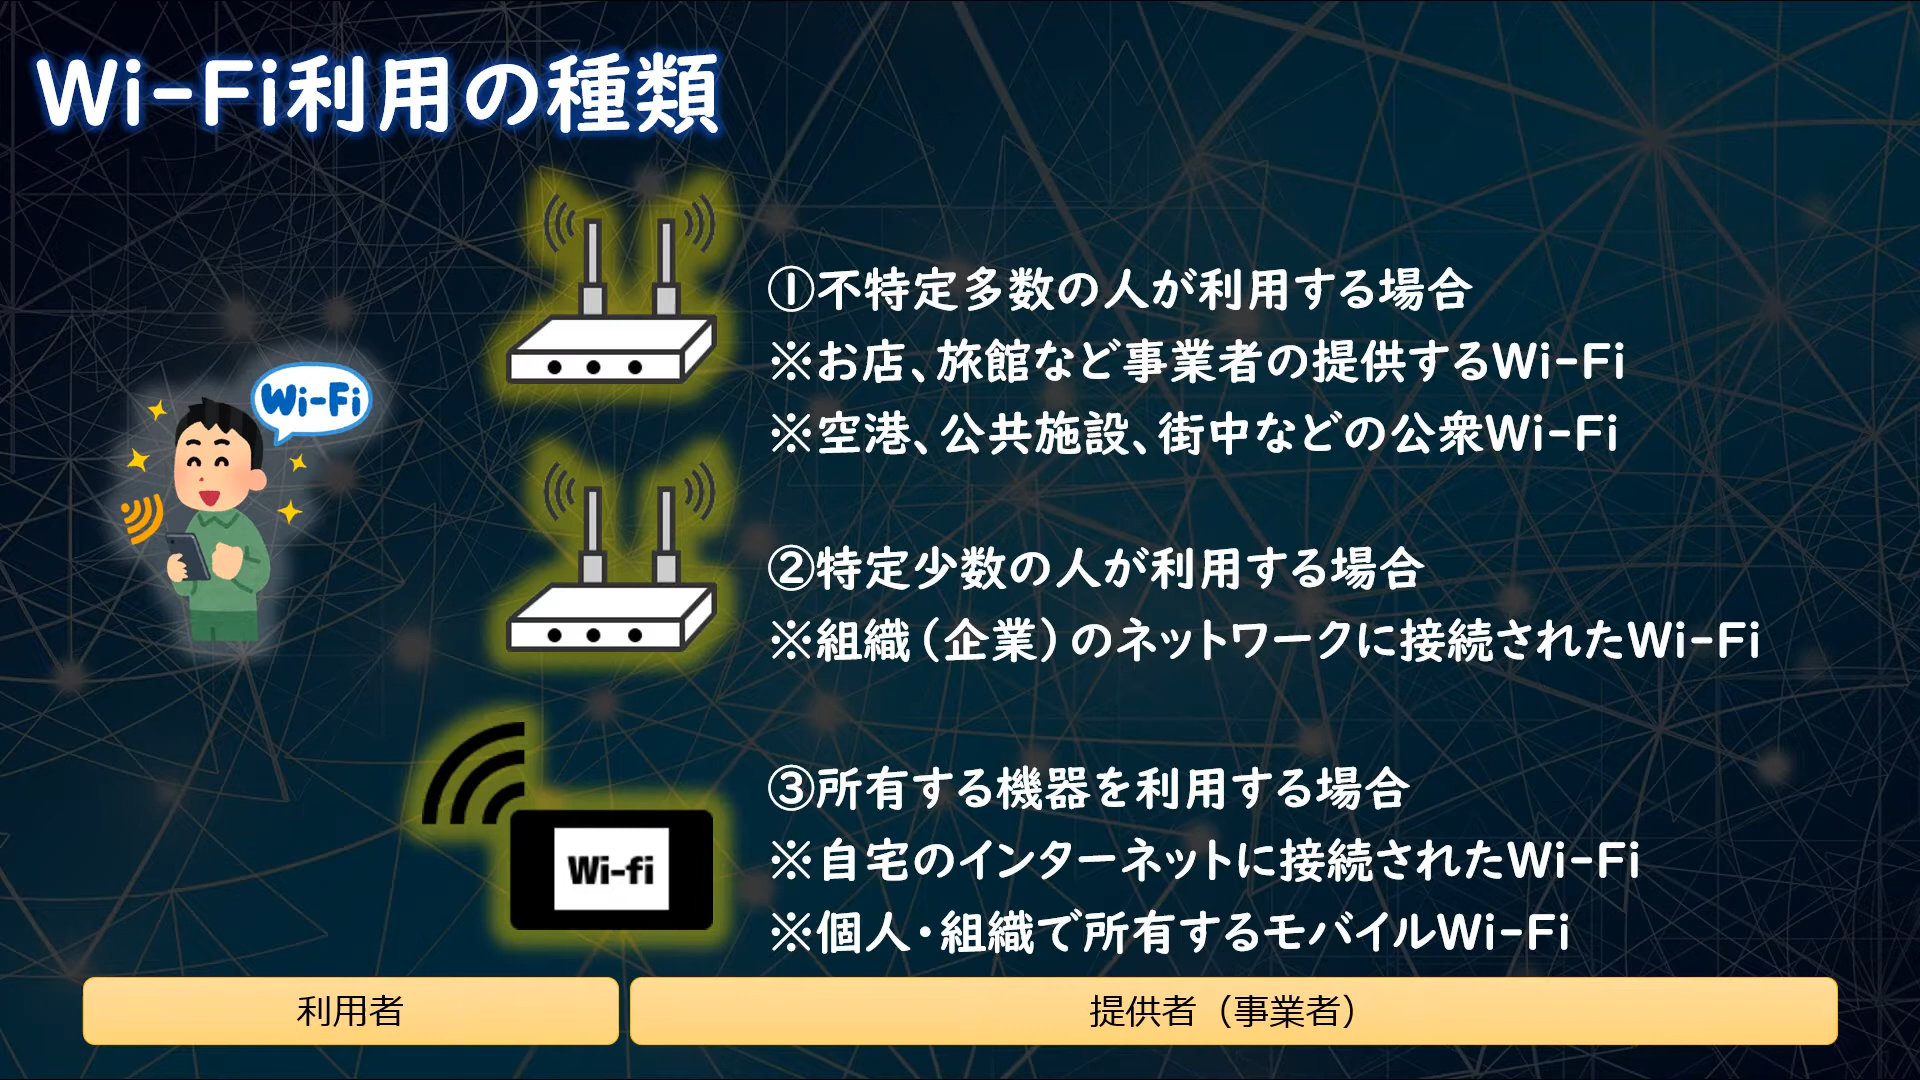 Wi-Fi利用の種類
Wi-Fi
①不特定多数の人が利用する場合
※お店、旅館など事業者の提供するWi-Fi
※空港、公共施設、街中などの公衆Wi-Fi
②特定少数の人が利用する場合
※組織（企業）のネットワークに接続されたWi-Fi
Wi-fi
③所有する機器を利用する場合
※自宅のインターネットに接続されたWi-Fi
※個人・組織で所有するモバイルWi-Fi
利用者
提供者（事業者）